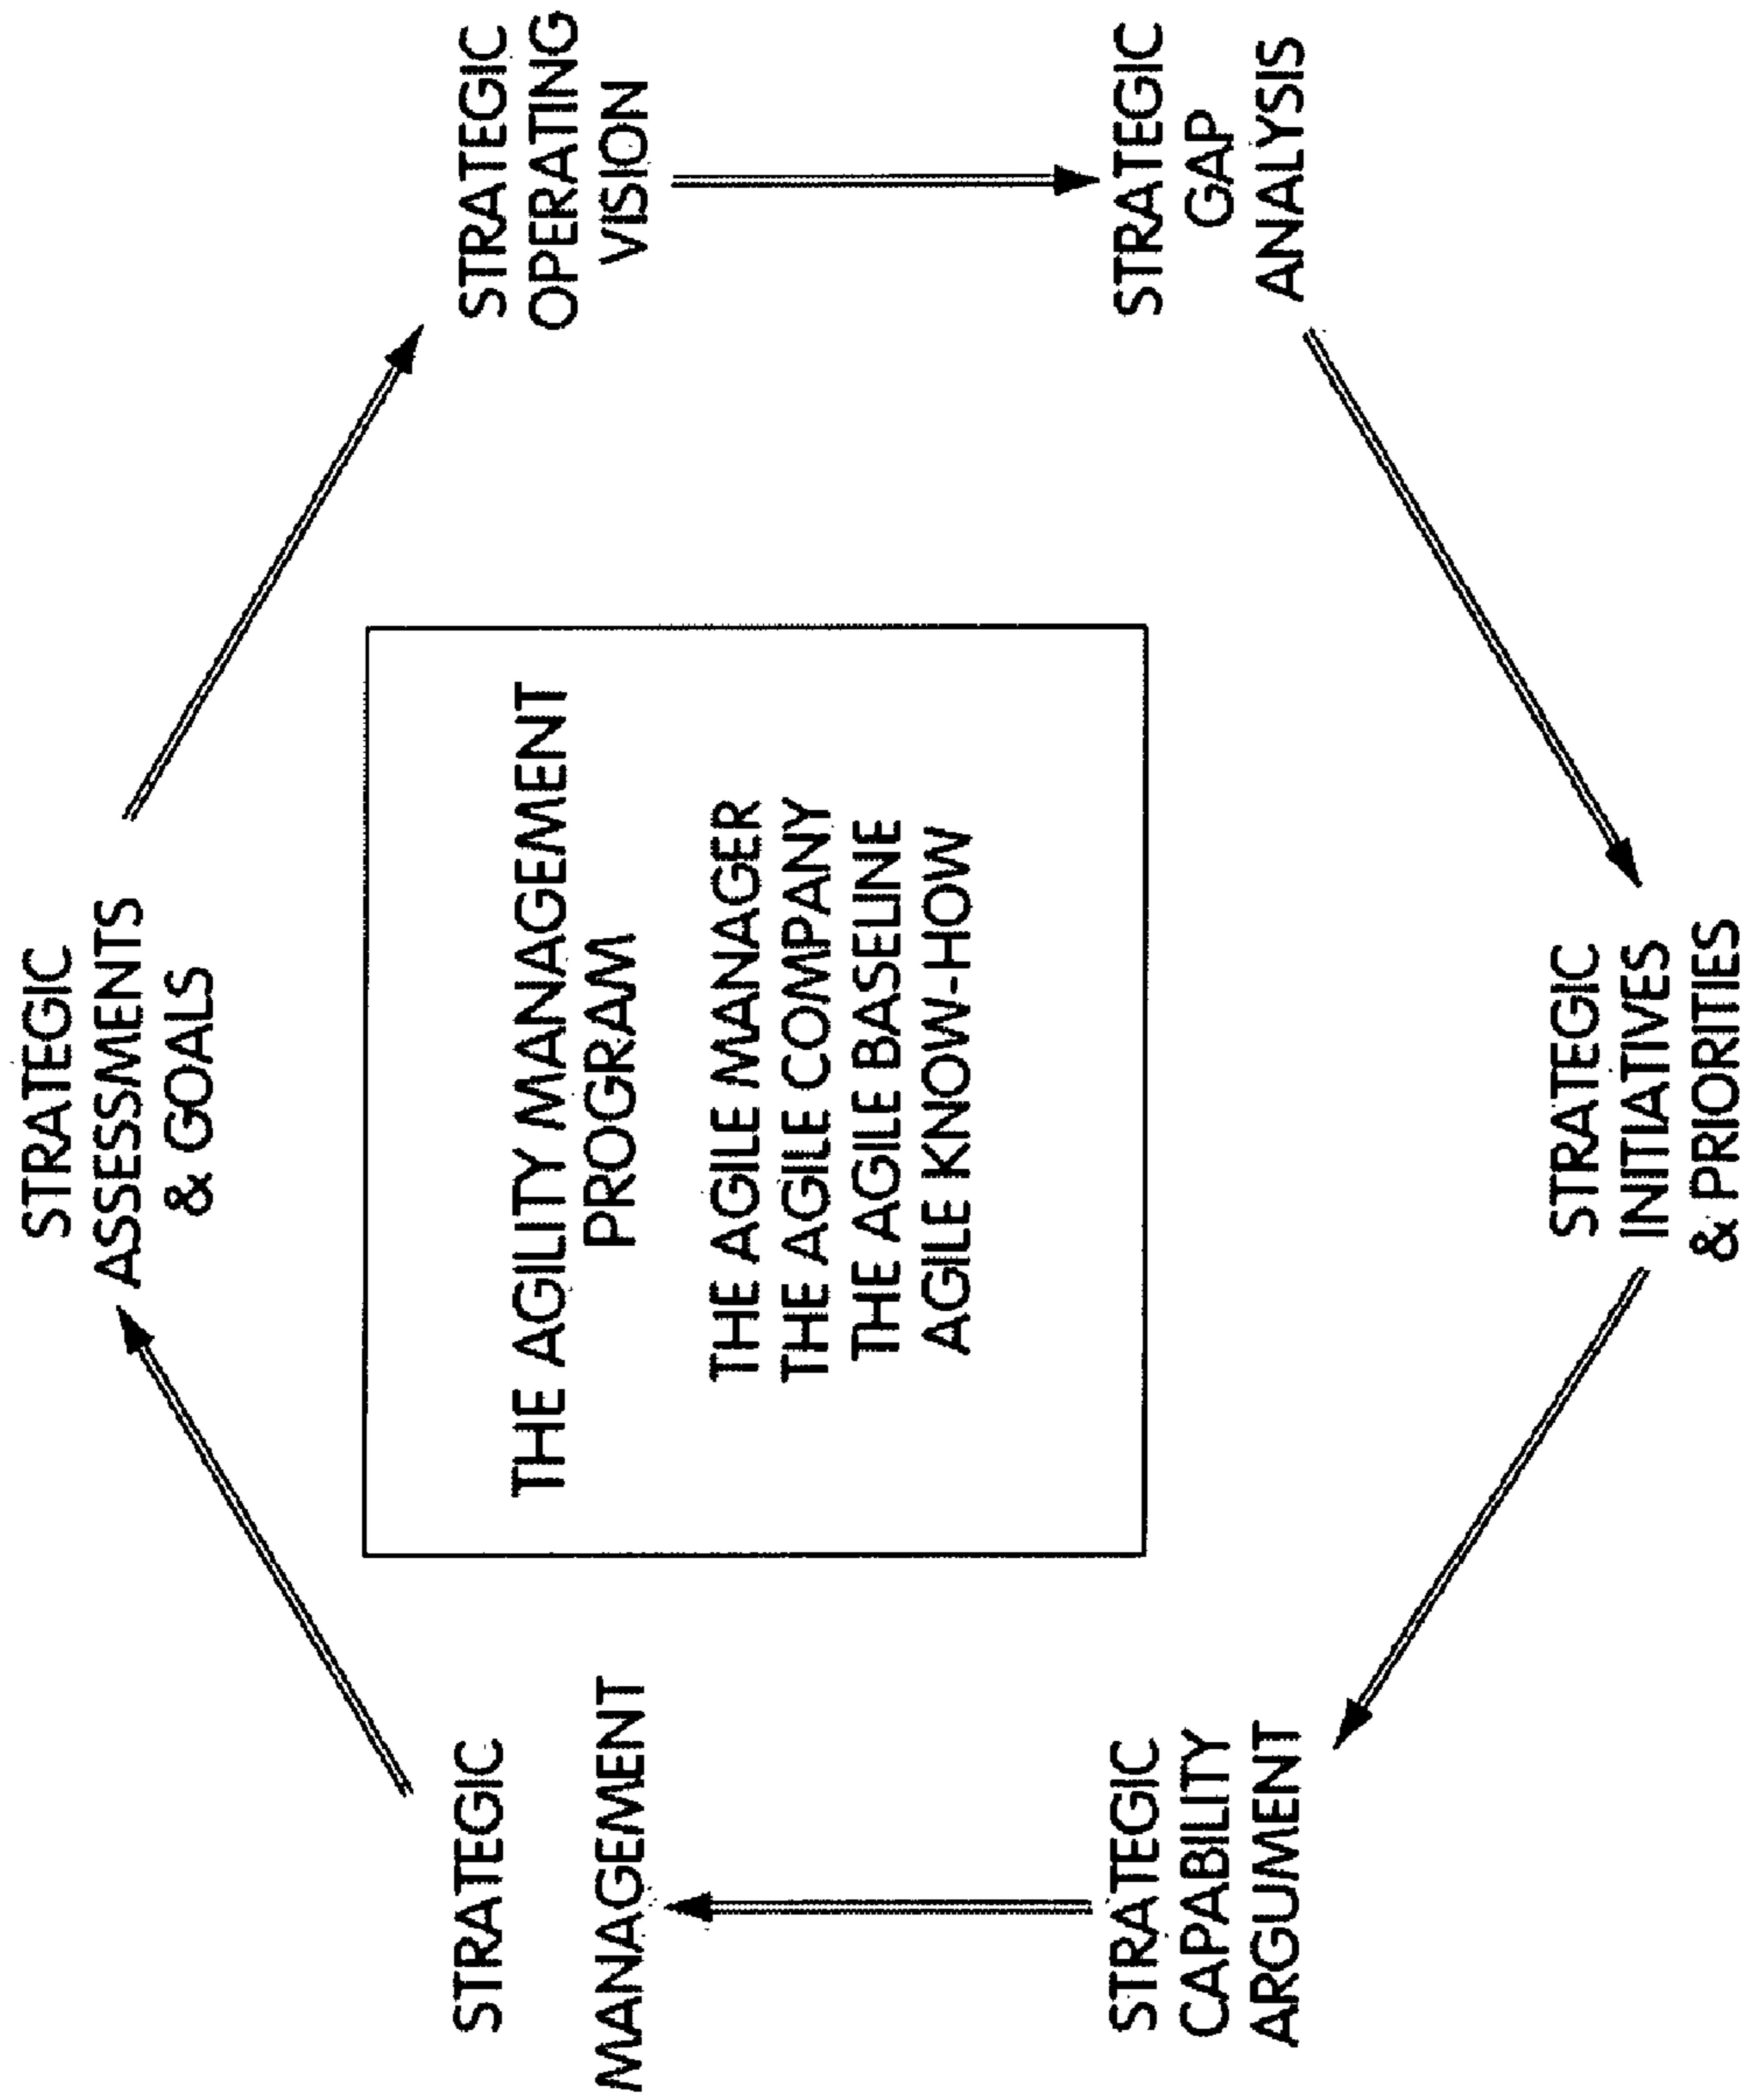 STRATEGIC
ASSESSMENTS
& GOALS
STRATEGIC
OPERATING
VISION
STRATEGIC
GAP
ANALYSIS
STRATEGIC
INITIATIVES
& PRIORITIES
STRATEGIC
CAPABILITY
ARGUMENT
STRATEGIC
MANAGEMENT
THE AGILITY MANAGEMENT
PROGRAM
THE AGILE MANAGER
THE AGILE COMPANY
THE AGILE BASELINE
AGILE KNOW-HOW